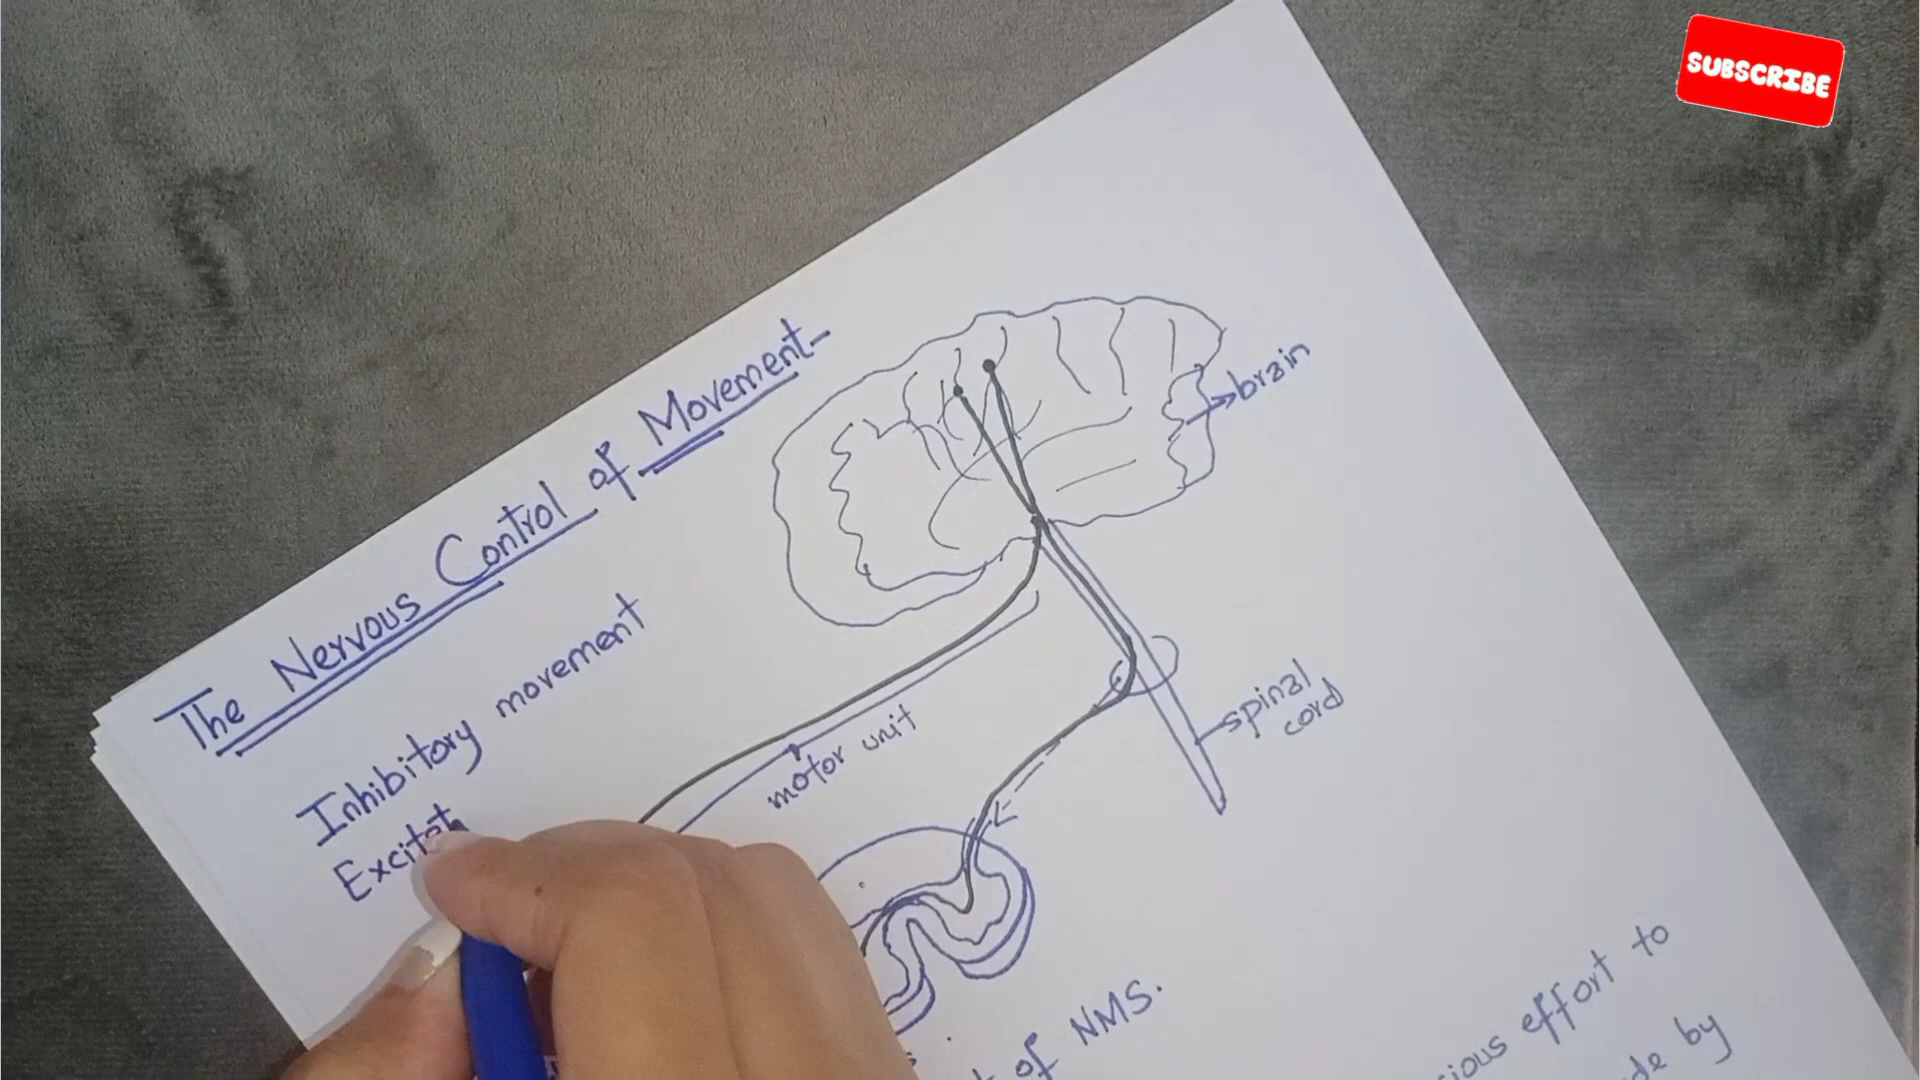 SUBSCRIBE
The Nervous Control of Movement-
brain
Inhibitory movement
Excitat
motor unit
spinal
cord
of NMS.
effort to
by